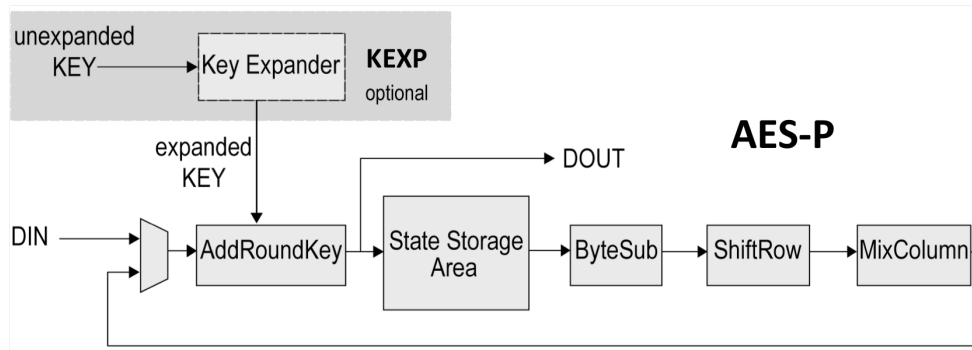 unexpanded
KEY
Key Expander
KEXP
optional
AES-P
expanded
KEY
DOUT
DIN
AddRoundKey
State Storage
Area
ByteSub
ShiftRow
MixColumn